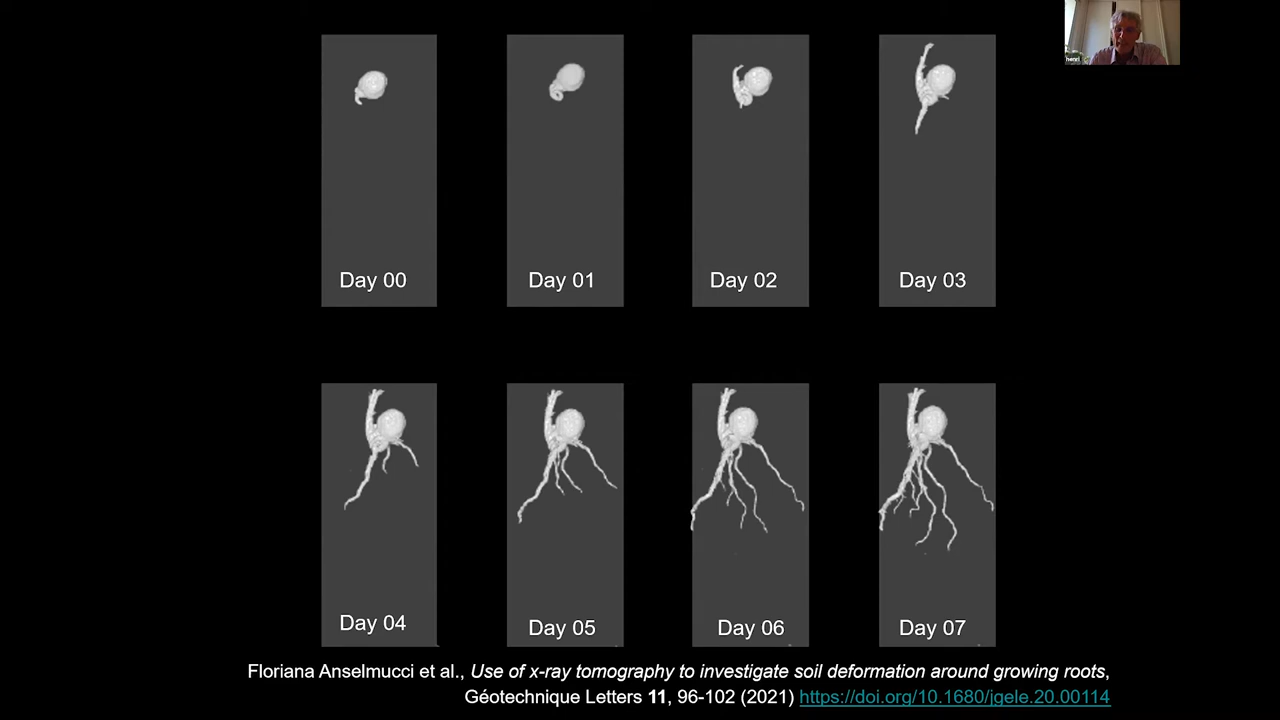 Day 00
Day 01
Day 02
Day 03
Day 04
Day 05
Day 06
Day 07
Floriana Anselmucci et al., Use of x-ray tomography to investigate soil deformation around growing roots,
Géotechnique Letters 11, 96-102 (2021) https://doi.org/10.1680/jgele.20.00114